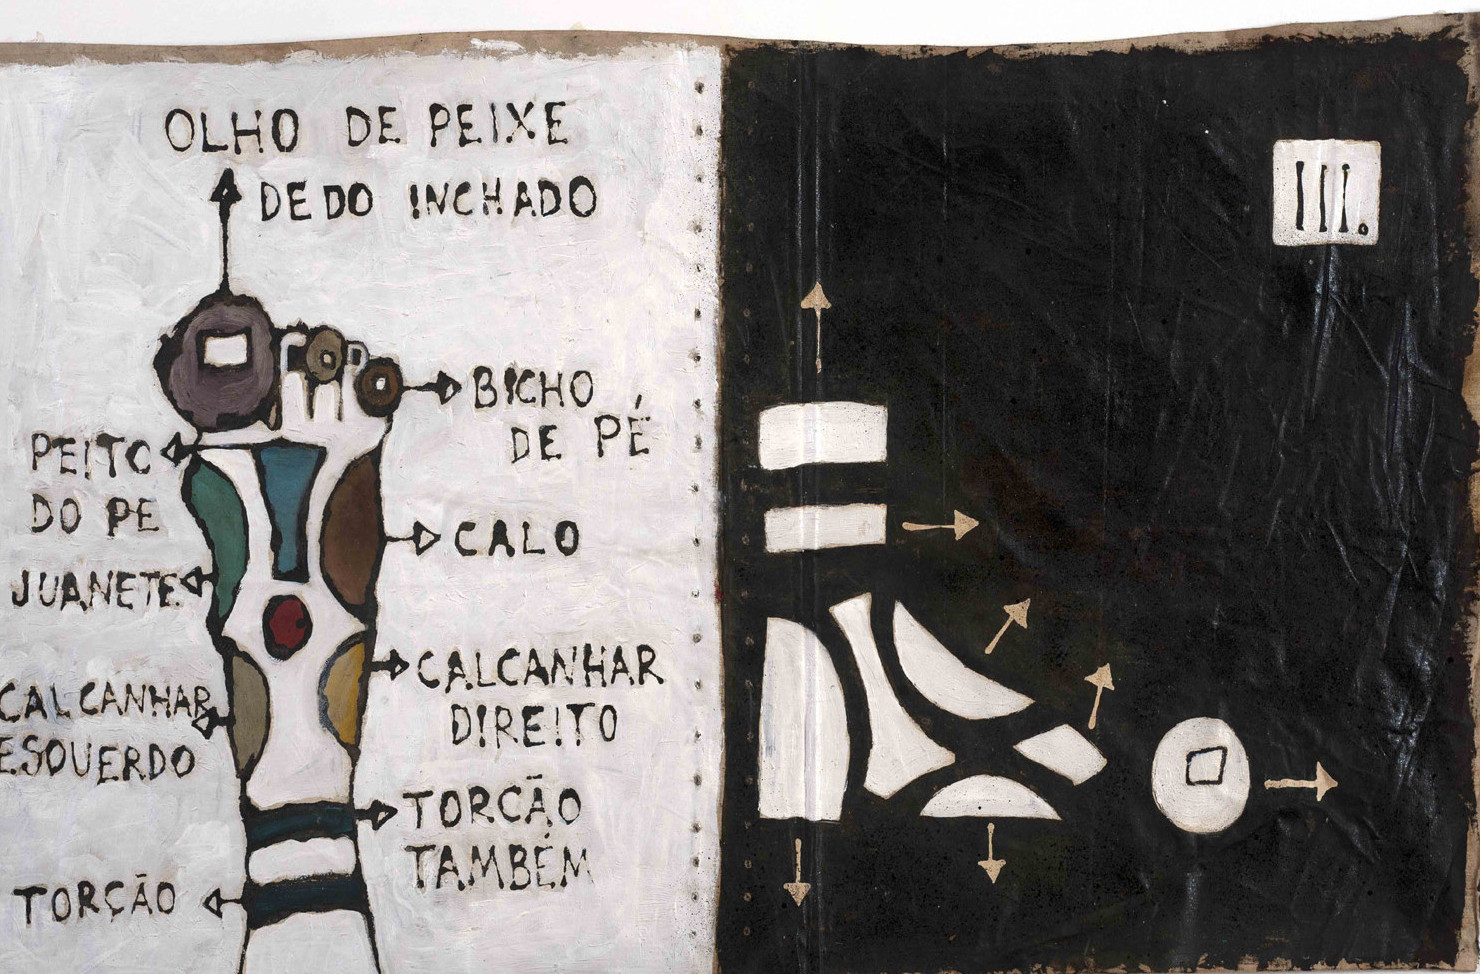 OLHO DE PEIXE
DEDO INCHADO
BICHO
DE PÉ
PEITO
DO PE
CALO
JUANETE
CALCANHAR
DIREITO
CALCANHAR
ESQUERDO
TORCÃO
TAMBÉM
TORÇÃO
III.